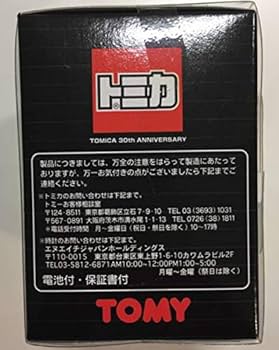 トミカ
®
TOMICA 30th ANNIVERSARY
製品につきましては、万全の注意をはらって製造にあたって
おりますが、万一お気付きの点がございましたら下記までご
連絡ください。
※トミカのお問い合せは下記まで。
トミーお客様相談室
〒124-8511 東京都葛飾区立石7-9-10 TEL 03(3693)1031
〒567-0891 大阪府茨木市水尾1-1-13 TEL 0726(38)1811
●電話受付時間 月〜金曜日(祝日を除く)10〜17時
※時計のお問い合せは下記まで。
エヌエイチジャパンホールディングス
〒110-0015 東京都台東区東上野1-6-10カワムラビル2F
TEL03-5812-6871AM10:00~12:00PM1:00~5:00
月曜〜金曜(祭日は除く)
電池付・保証書付
TOMY